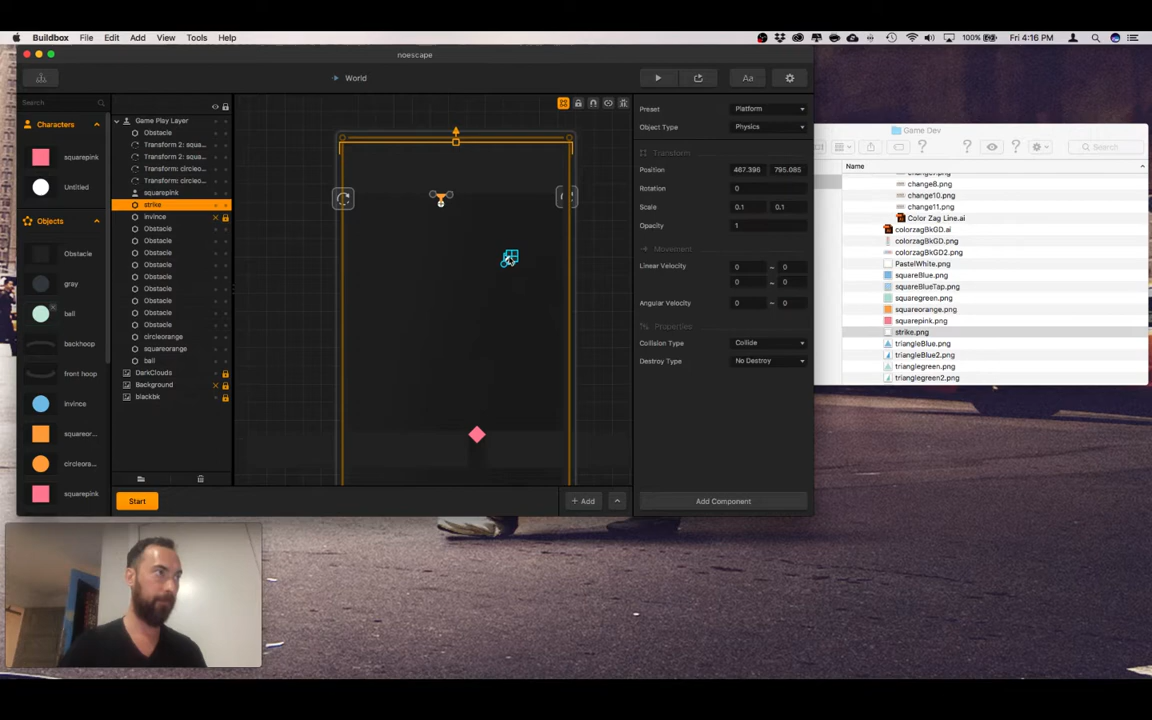 Buildbox File Edit Add View Tools Help
100% Fri 4:16 PM
noescape
World
Aa
Search
Characters
squarepink
Untitled
Objects
Obstacle
gray
ball
backhoop
front hoop
invince
squareor...
circleora...
squarepink
Game Play Layer
Obstacle
Transform 2: squa...
Transform 2: squa...
Transform: circleo...
Transform: circleo...
squarepink
strike
invince
Obstacle
Obstacle
Obstacle
Obstacle
Obstacle
Obstacle
Obstacle
Obstacle
Obstacle
circleorange
squareorange
ball
DarkClouds
Background
blackbk
Start
+ Add
Preset Platform
Object Type Physics
Transform
Position 467.398 795.085
Rotation 0
Scale 0.1 0.1
Opacity 1
Movement
Linear Velocity 0 ~ 0
0 ~ 0
Angular Velocity 0 ~ 0
Properties
Collision Type Collide
Destroy Type No Destroy
Add Component
Game Dev
Search
Name
change8.png
change10.png
change11.png
Color Zag Line.ai
colorzagBkGD.ai
colorzagBkGD.png
colorzagBkGD2.png
PastelWhite.png
squareBlue.png
squareBlueTap.png
squaregreen.png
squareorange.png
squarepink.png
strike.png
triangleBlue.png
triangleBlue2.png
trianglegreen.png
trianglegreen2.png